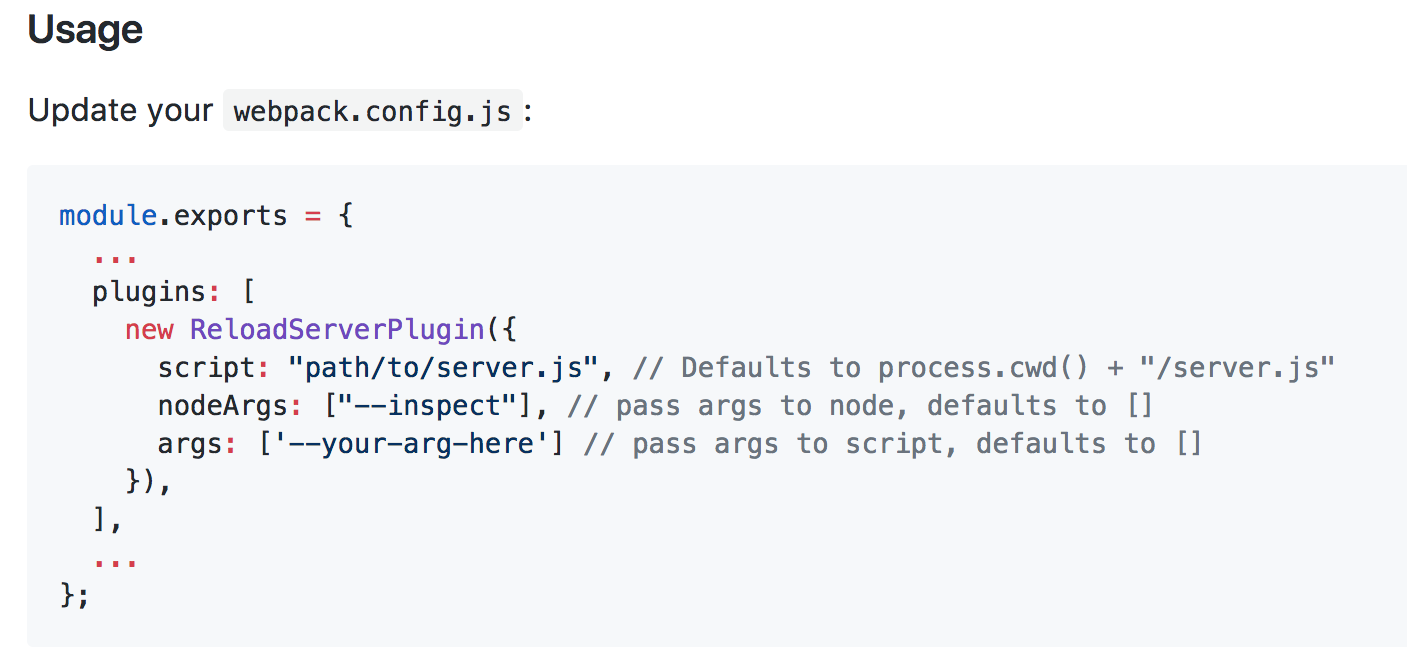 Usage
Update your webpack.config.js:
module.exports = {
  ...
  plugins: [
    new ReloadServerPlugin({
      script: "path/to/server.js", // Defaults to process.cwd() + "/server.js"
      nodeArgs: ["--inspect"], // pass args to node, defaults to []
      args: ['--your-arg-here'] // pass args to script, defaults to []
    }),
  ],
  ...
};